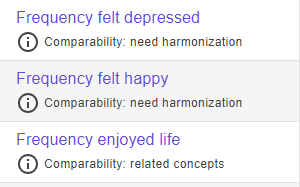 Frequency felt depressed
Comparability: need harmonization
Frequency felt happy
Comparability: need harmonization
Frequency enjoyed life
Comparability: related concepts